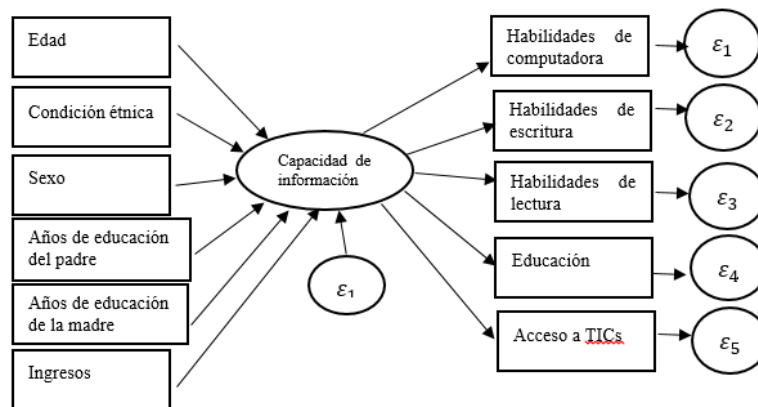 Edad
Condición étnica
Sexo
Años de educación
del padre
Años de educación
de la madre
Ingresos
Capacidad de
información
ε₁
Habilidades de
computadora
Habilidades de
escritura
Habilidades de
lectura
Educación
Acceso a TICs
ε₁
ε₂
ε₃
ε₄
ε₅